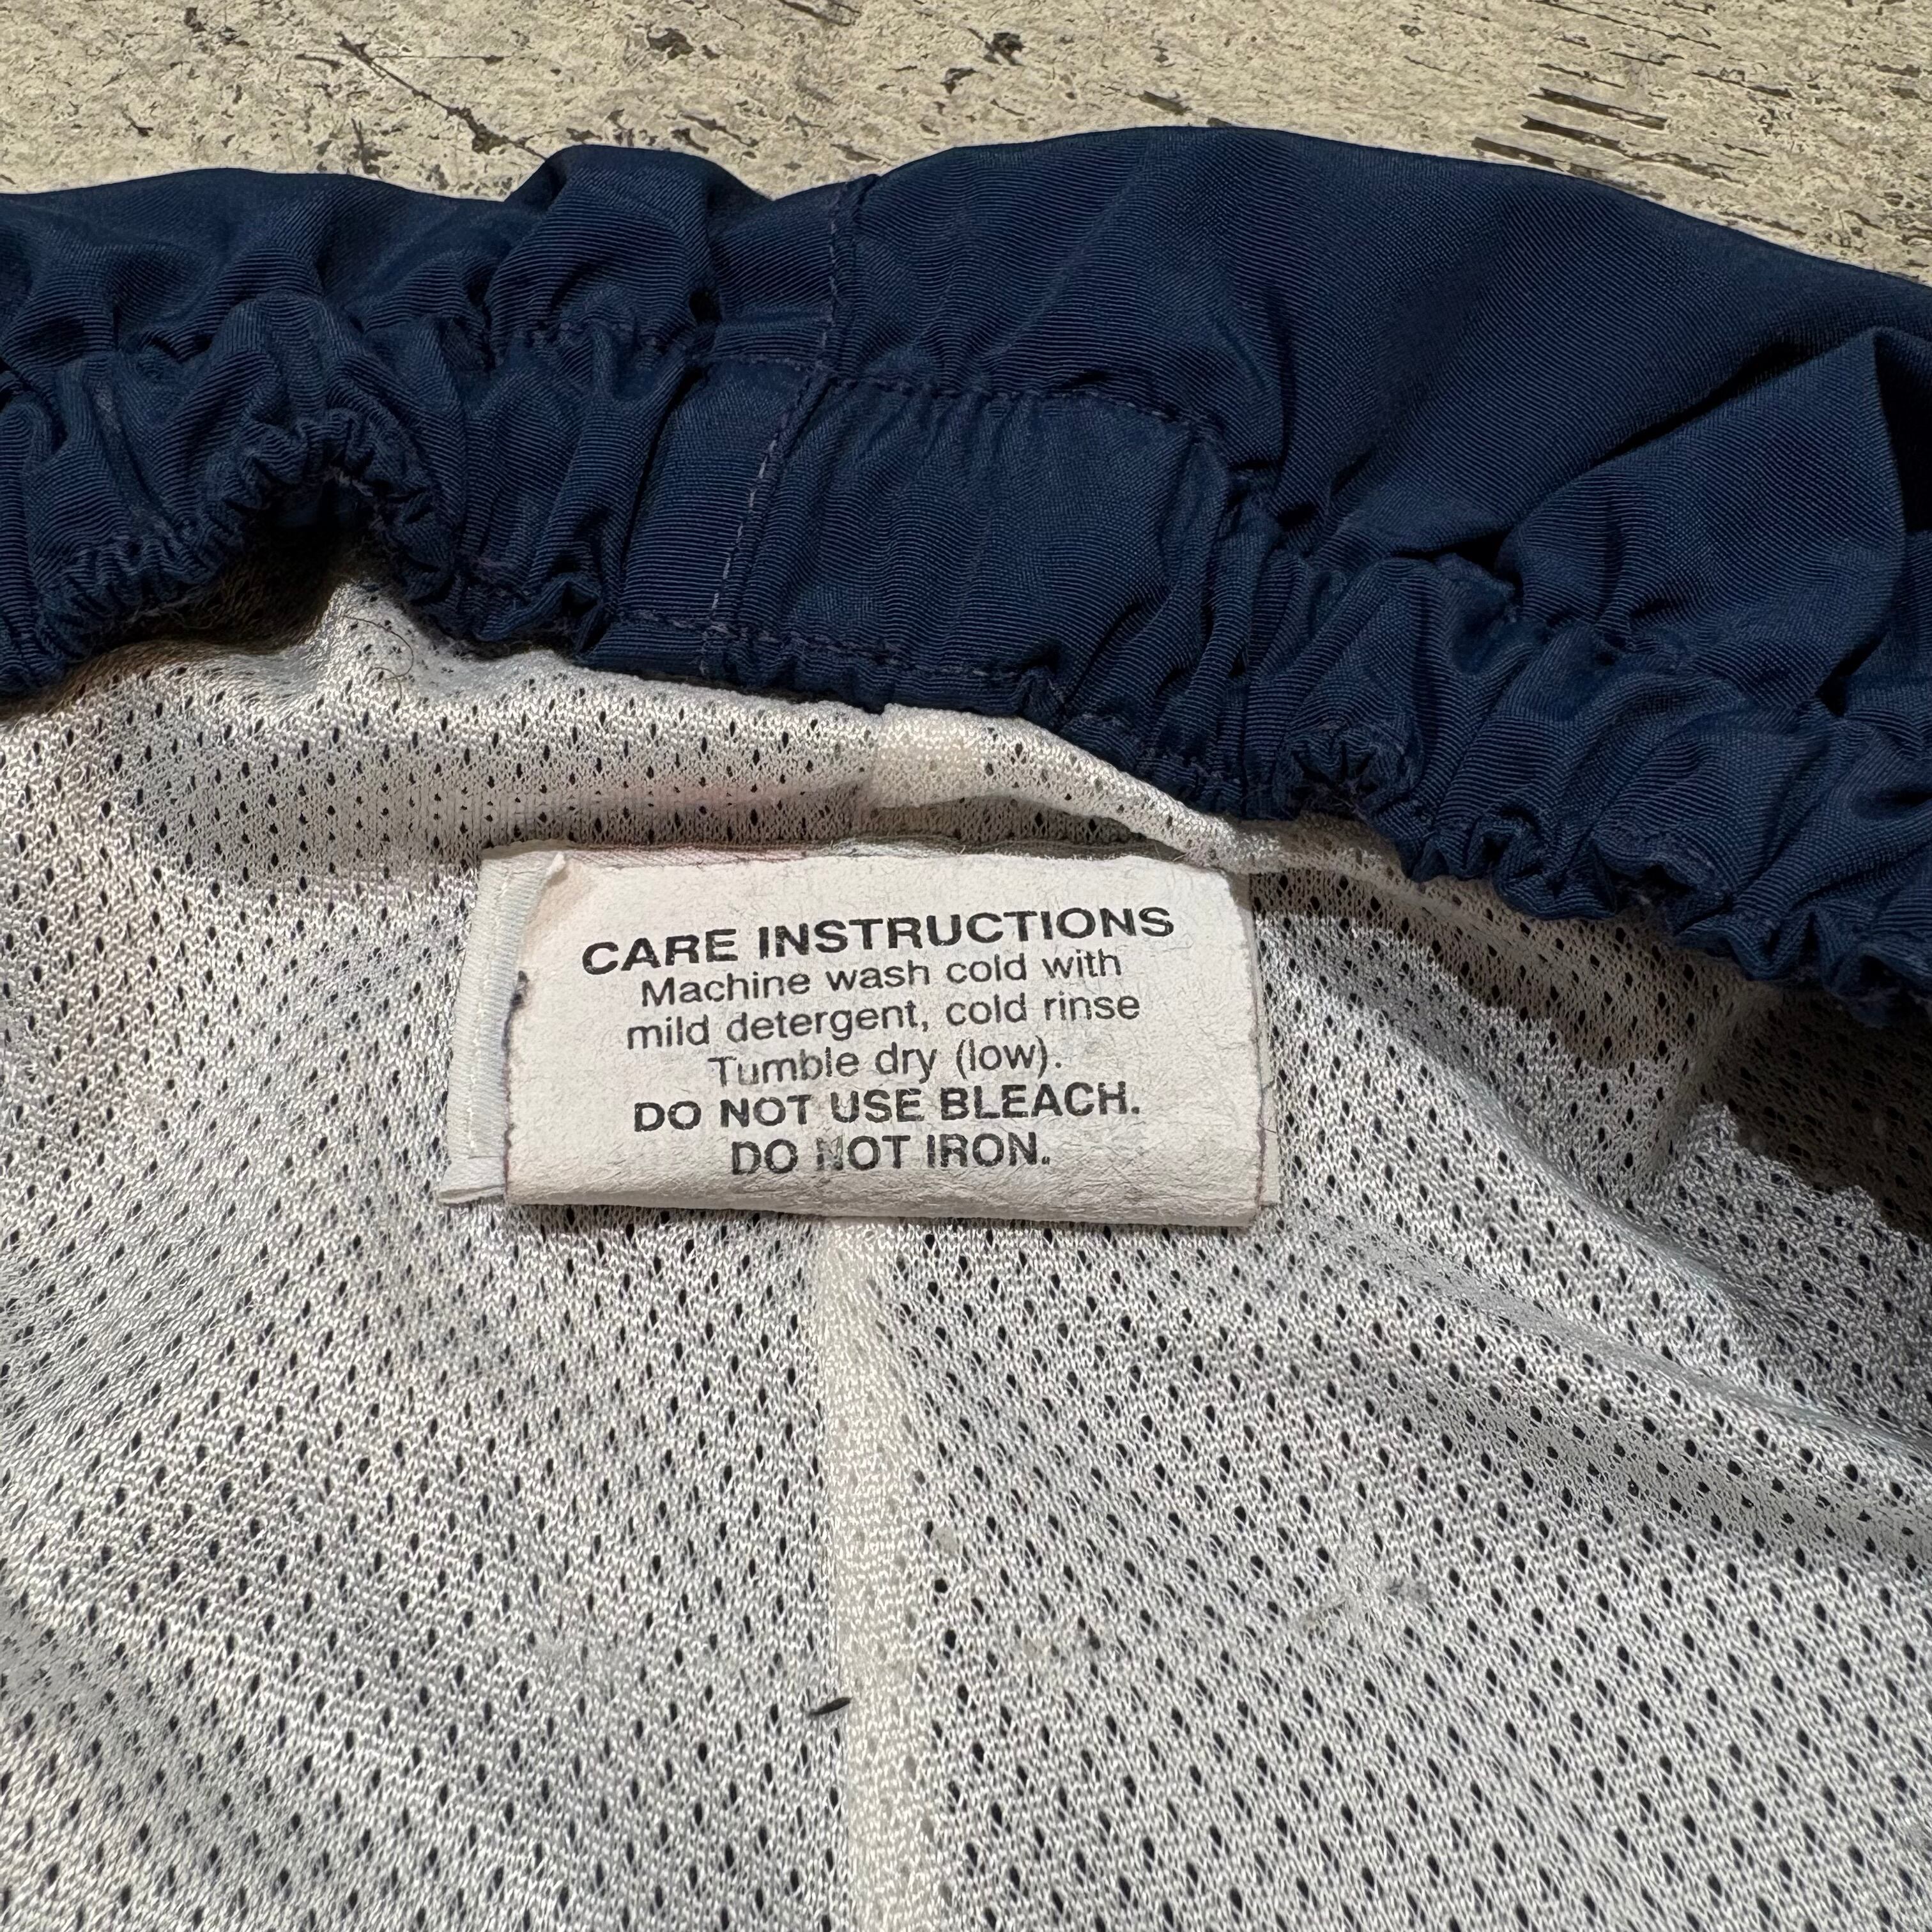 CARE INSTRUCTIONS
Machine wash cold with
mild detergent, cold rinse
Tumble dry (low).
DO NOT USE BLEACH.
DO NOT IRON.